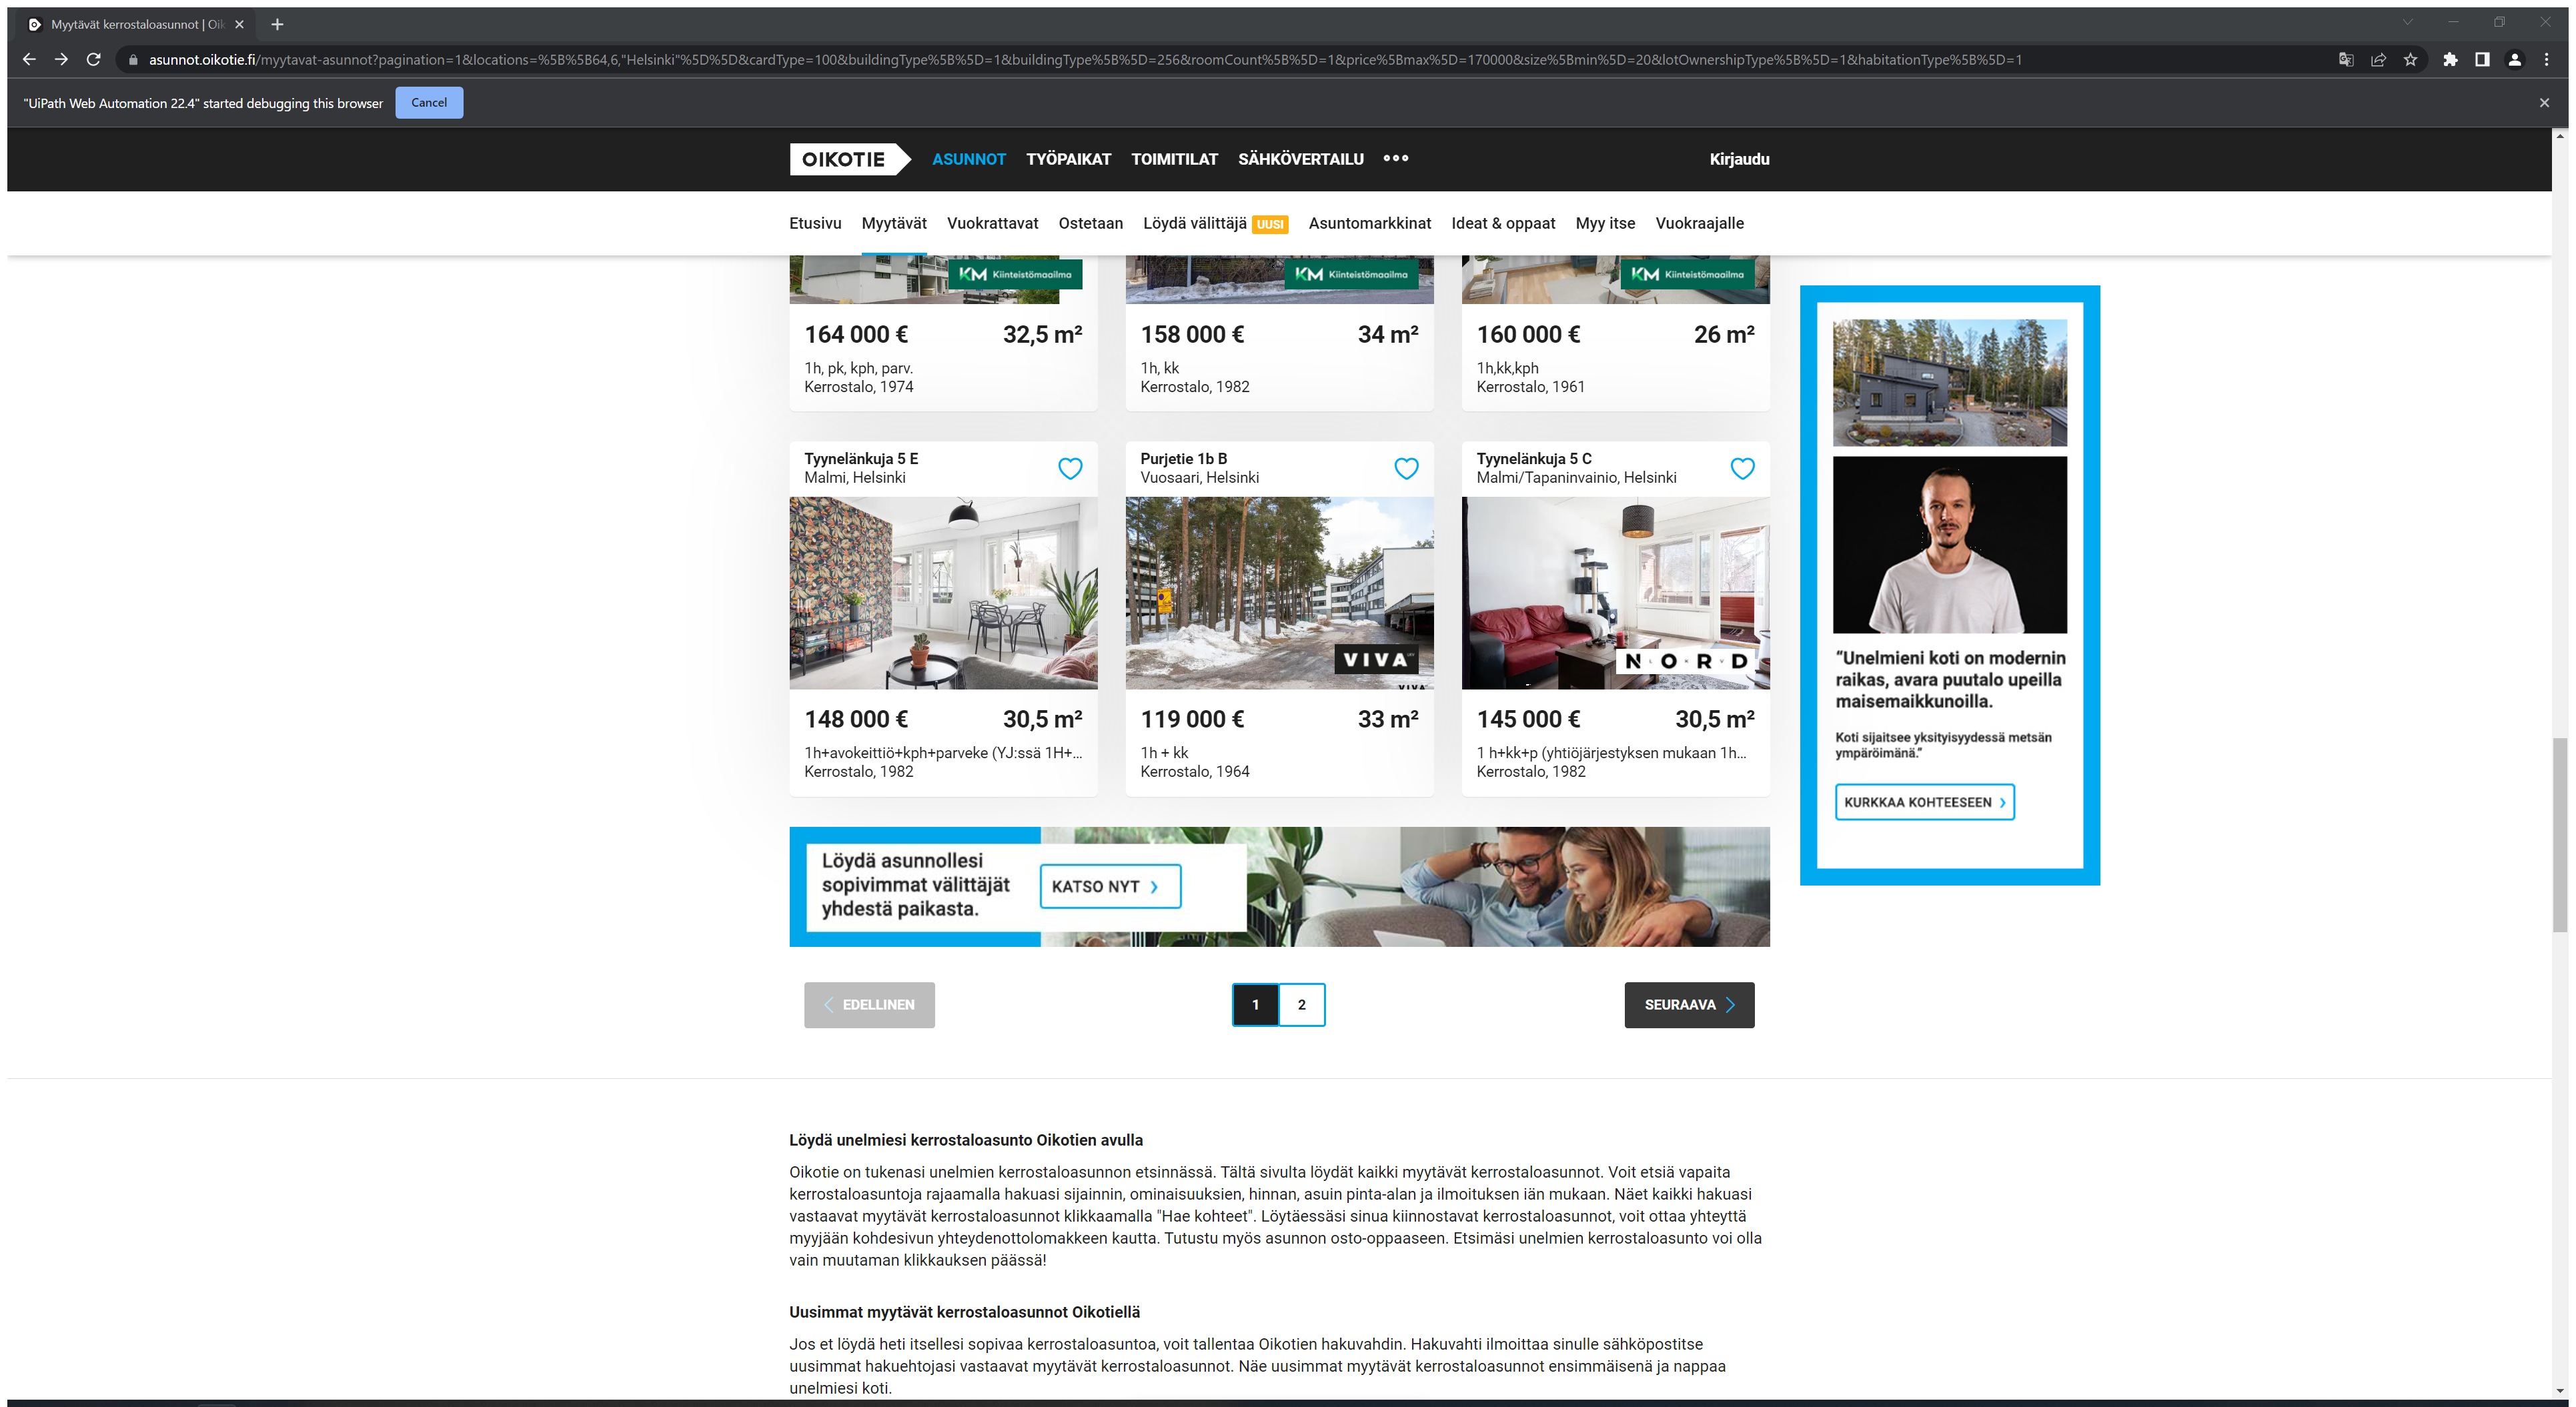 Myytävät kerrostaloasunnot | Oik
asunnot.oikotie.fi/myytavat-asunnot?pagination=1&locations=%5B%5B64,6,"Helsinki"%5D%5D&cardType=100&buildingType%5B%5D=1&buildingType%5B%5D=256&roomCount%5B%5D=1&price%5Bmax%5D=170000&size%5Bmin%5D=20&lotOwnershipType%5B%5D=1&habitationType%5B%5D=1
"UiPath Web Automation 22.4" started debugging this browser Cancel
OIKOTIE ASUNNOT TYÖPAIKAT TOIMITILAT SÄHKÖVERTAILU Kirjaudu
Etusivu Myytävät Vuokrattavat Ostetaan Löydä välittäjä UUSI Asuntomarkkinat Ideat & oppaat Myy itse Vuokraajalle
KM Kiinteistömaailma KM Kiinteistömaailma KM Kiinteistömaailma
164 000 € 32,5 m² 158 000 € 34 m² 160 000 € 26 m²
1h, pk, kph, parv. 1h, kk 1h,kk,kph
Kerrostalo, 1974 Kerrostalo, 1982 Kerrostalo, 1961
Tyynelänkuja 5 E Purjetie 1b B Tyynelänkuja 5 C
Malmi, Helsinki Vuosaari, Helsinki Malmi/Tapaninvainio, Helsinki
VIVA N·O·R·D
VIVA
148 000 € 30,5 m² 119 000 € 33 m² 145 000 € 30,5 m²
1h+avokeittiö+kph+parveke (YJ:ssä 1H+... 1h + kk 1 h+kk+p (yhtiöjärjestyksen mukaan 1h...
Kerrostalo, 1982 Kerrostalo, 1964 Kerrostalo, 1982
“Unelmieni koti on modernin
raikas, avara puutalo upeilla
maisemaikkunoilla.
Koti sijaitsee yksityisyydessä metsän
ympäröimänä.”
KURKKAA KOHTEESEEN
Löydä asunnollesi
sopivimmat välittäjät
yhdestä paikasta.
KATSO NYT
EDELLINEN 1 2 SEURAAVA
Löydä unelmiesi kerrostaloasunto Oikotien avulla
Oikotie on tukenasi unelmien kerrostaloasunnon etsinnässä. Tältä sivulta löydät kaikki myytävät kerrostaloasunnot. Voit etsiä vapaita
kerrostaloasuntoja rajaamalla hakuasi sijainnin, ominaisuuksien, hinnan, asuin pinta-alan ja ilmoituksen iän mukaan. Näet kaikki hakuasi
vastaavat myytävät kerrostaloasunnot klikkaamalla "Hae kohteet". Löytäessäsi sinua kiinnostavat kerrostaloasunnot, voit ottaa yhteyttä
myyjään kohdesivun yhteydenottolomakkeen kautta. Tutustu myös asunnon osto-oppaaseen. Etsimäsi unelmien kerrostaloasunto voi olla
vain muutaman klikkauksen päässä!
Uusimmat myytävät kerrostaloasunnot Oikotiellä
Jos et löydä heti itsellesi sopivaa kerrostaloasuntoa, voit tallentaa Oikotien hakuvahdin. Hakuvahti ilmoittaa sinulle sähköpostitse
uusimmat hakuehtojasi vastaavat myytävät kerrostaloasunnot. Näe uusimmat myytävät kerrostaloasunnot ensimmäisenä ja nappaa
unelmiesi koti.